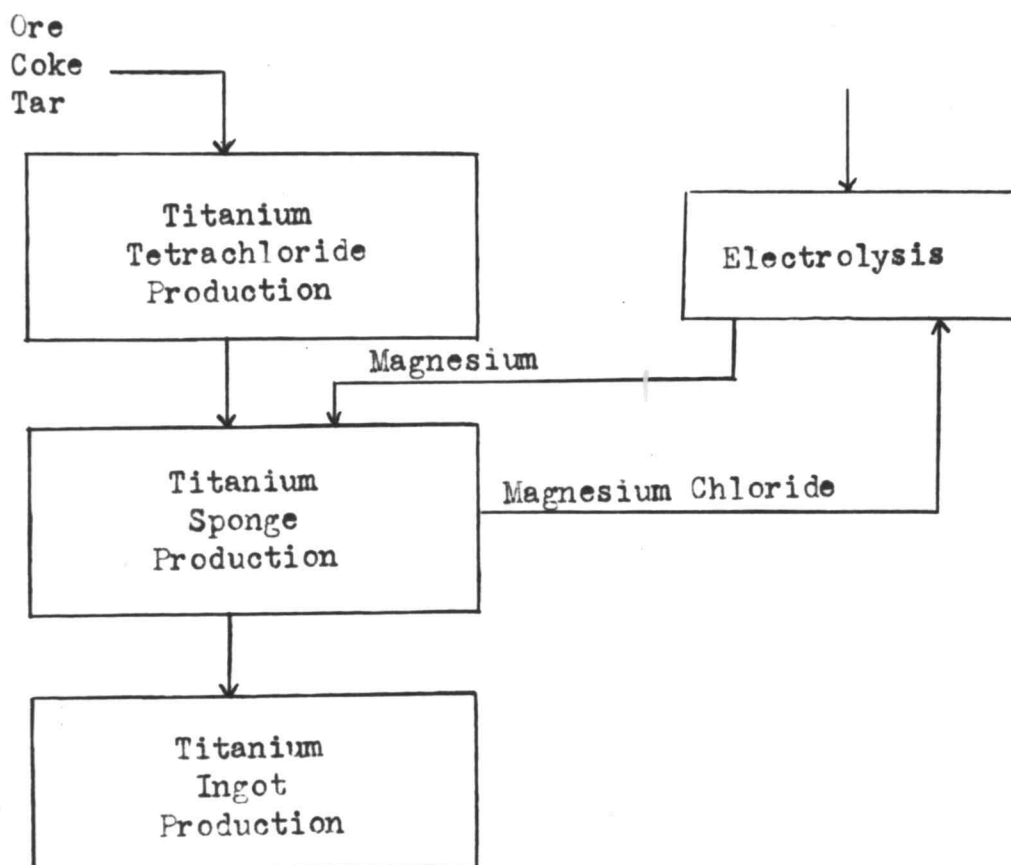 Ore
Coke
Tar
Titanium
Tetrachloride
Production
Electrolysis
Magnesium
Titanium
Sponge
Production
Magnesium Chloride
Titanium
Ingot
Production